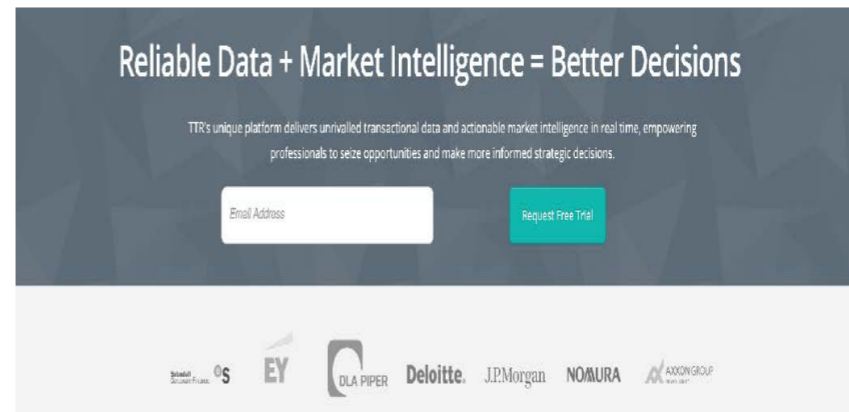 Reliable Data + Market Intelligence = Better Decisions
TTR's unique platform delivers unrivalled transactional data and actionable market intelligence in real time, empowering
professionals to seize opportunities and make more informed strategic decisions.
Email Address
Request Free Trial
S EY DLA PIPER Deloitte. J.P.Morgan NOMURA AXXON GROUP